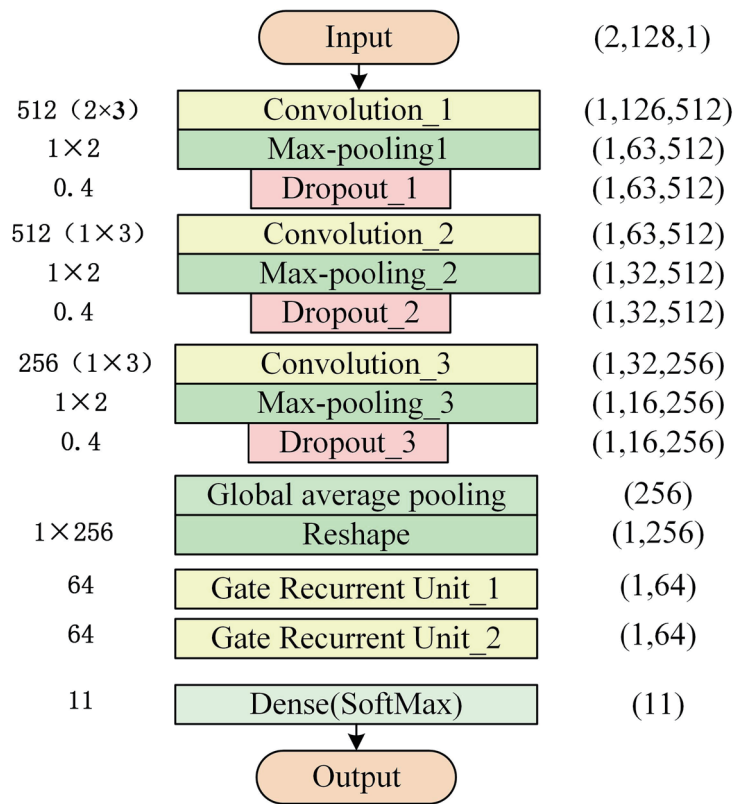 Input (2,128,1)
512（2×3） Convolution_1 (1,126,512)
1×2 Max-pooling1 (1,63,512)
0.4 Dropout_1 (1,63,512)
512（1×3） Convolution_2 (1,63,512)
1×2 Max-pooling_2 (1,32,512)
0.4 Dropout_2 (1,32,512)
256（1×3） Convolution_3 (1,32,256)
1×2 Max-pooling_3 (1,16,256)
0.4 Dropout_3 (1,16,256)
Global average pooling (256)
1×256 Reshape (1,256)
64 Gate Recurrent Unit_1 (1,64)
64 Gate Recurrent Unit_2 (1,64)
11 Dense(SoftMax) (11)
Output